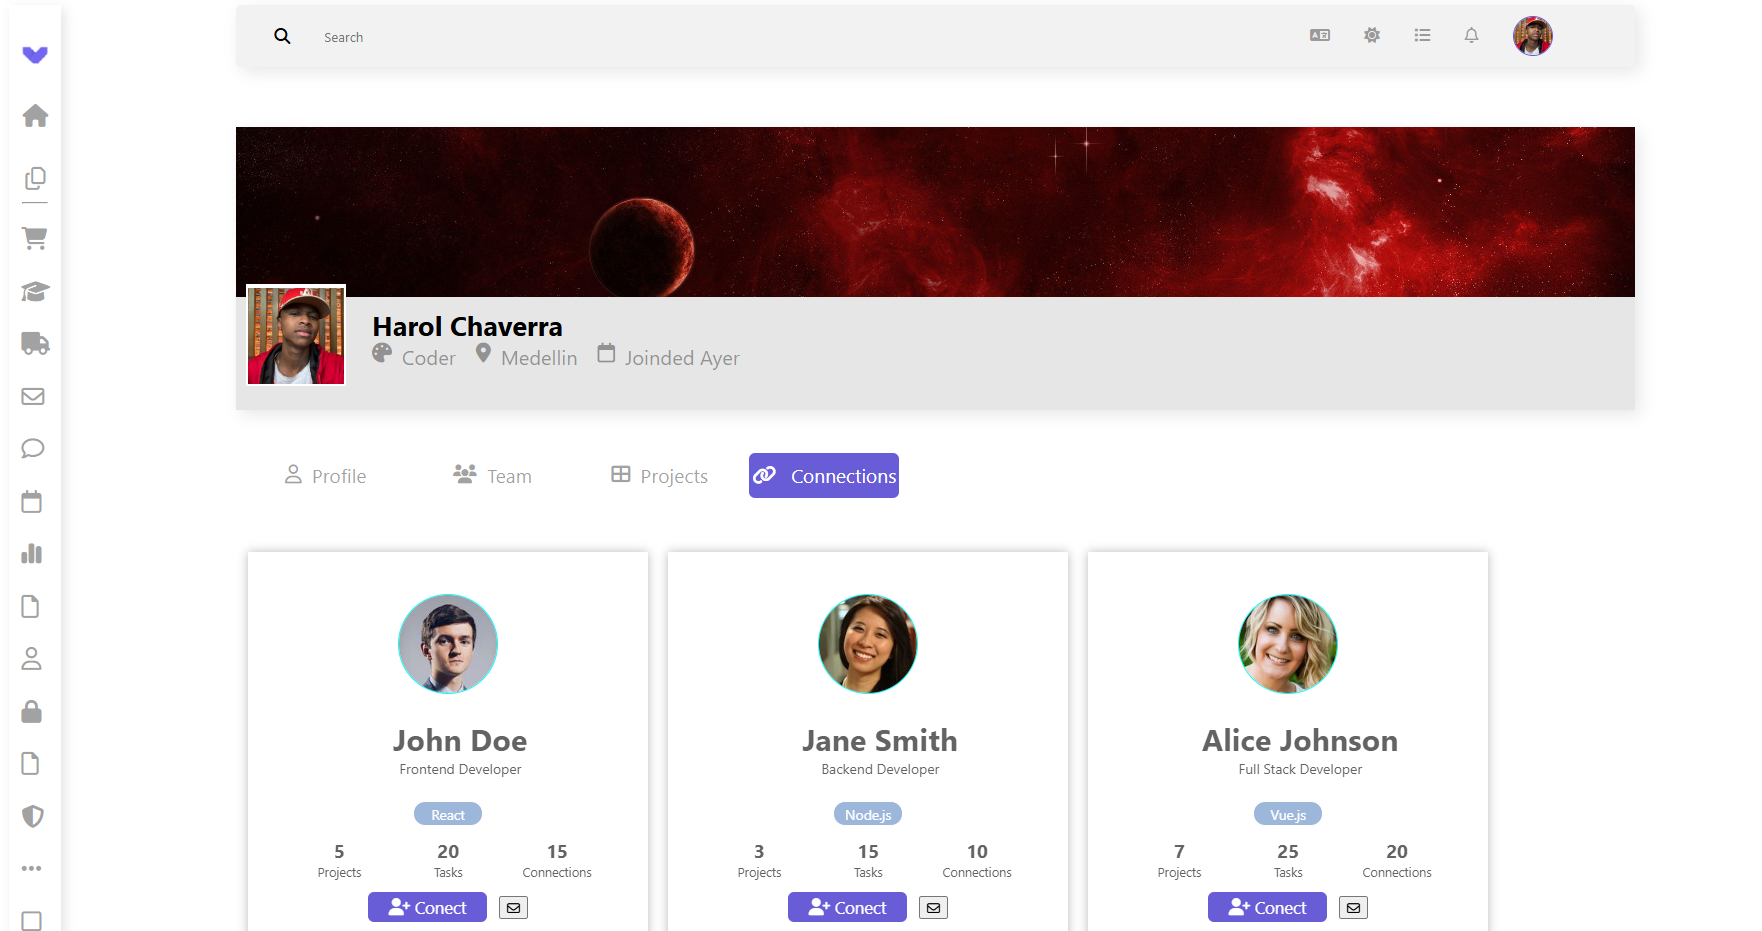 Search
Harol Chaverra
Coder Medellin Joinded Ayer
Profile Team Projects Connections
John Doe
Frontend Developer
React
5 20 15
Projects Tasks Connections
Conect
Jane Smith
Backend Developer
Node.js
3 15 10
Projects Tasks Connections
Conect
Alice Johnson
Full Stack Developer
Vue.js
7 25 20
Projects Tasks Connections
Conect